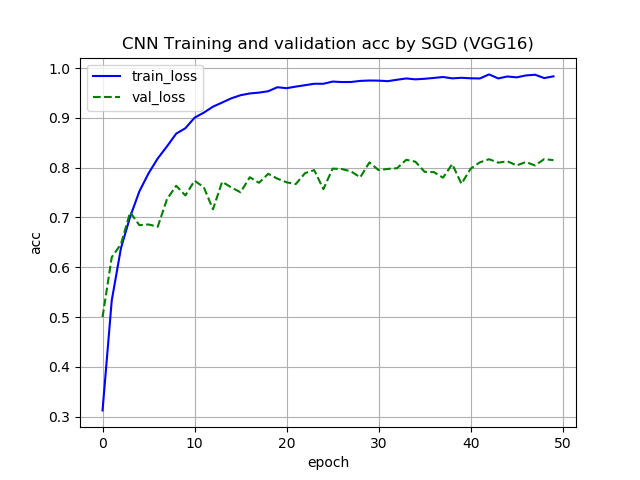 CNN Training and validation acc by SGD (VGG16)
train_loss
val_loss
acc
1.0
0.9
0.8
0.7
0.6
0.5
0.4
0.3
0 10 20 30 40 50
epoch